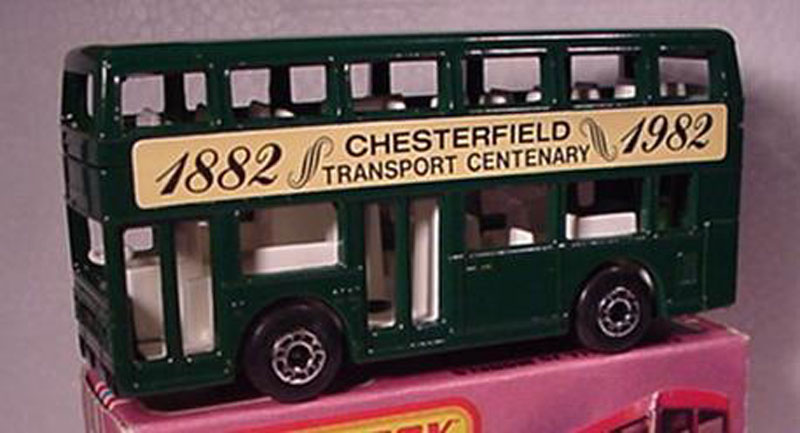 1882 CHESTERFIELD 1982
TRANSPORT CENTENARY